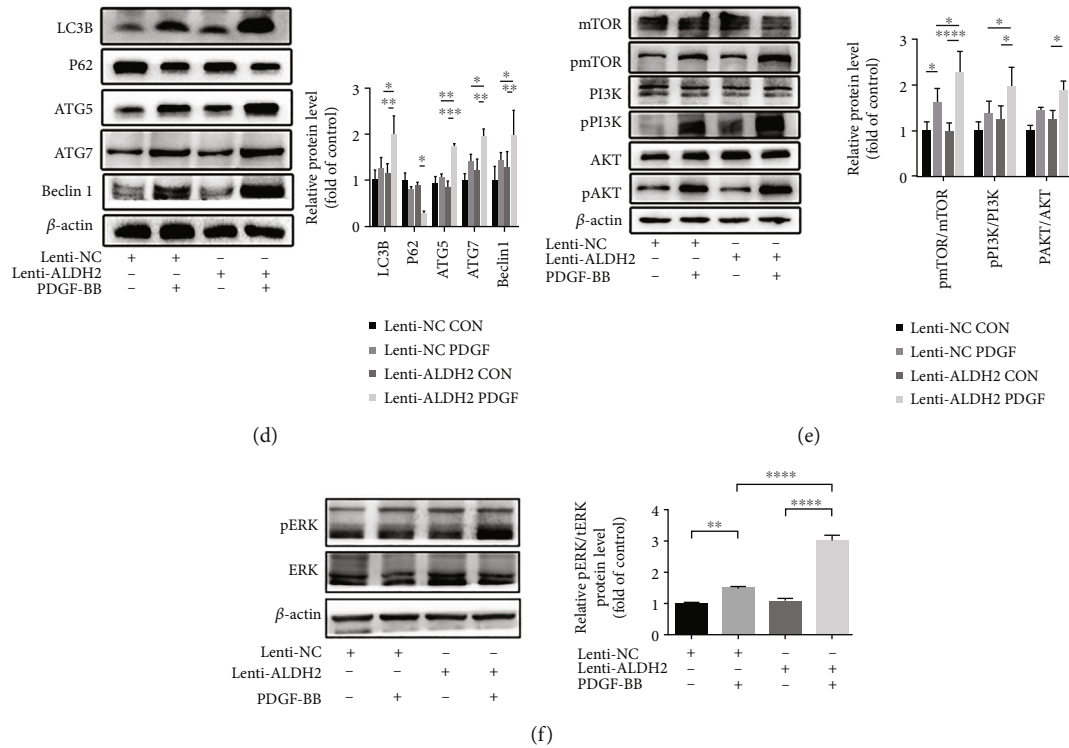 LC3B
P62
ATG5
ATG7
Beclin 1
β-actin
Lenti-NC + + − −
Lenti-ALDH2 − − + +
PDGF-BB − + − +
Relative protein level
(fold of control)
4
3
2
1
0
* ** * ** *** * ** * **
LC3B
P62
ATG5
ATG7
Beclin1
Lenti-NC CON
Lenti-NC PDGF
Lenti-ALDH2 CON
Lenti-ALDH2 PDGF
(d)
mTOR
pmTOR
PI3K
pPI3K
AKT
pAKT
β-actin
Lenti-NC + + − −
Lenti-ALDH2 − − + +
PDGF-BB − + − +
Relative protein level
(fold of control)
3
2
1
0
* **** * * * *
pmTOR/mTOR
pPI3K/PI3K
PAKT/AKT
Lenti-NC CON
Lenti-NC PDGF
Lenti-ALDH2 CON
Lenti-ALDH2 PDGF
(e)
pERK
ERK
β-actin
Lenti-NC + + − −
Lenti-ALDH2 − − + +
PDGF-BB − + − +
Relative pERK/tERK
protein level
(fold of control)
4
3
2
1
0
****
****
**
Lenti-NC + + − −
Lenti-ALDH2 − − + +
PDGF-BB − + − +
(f)